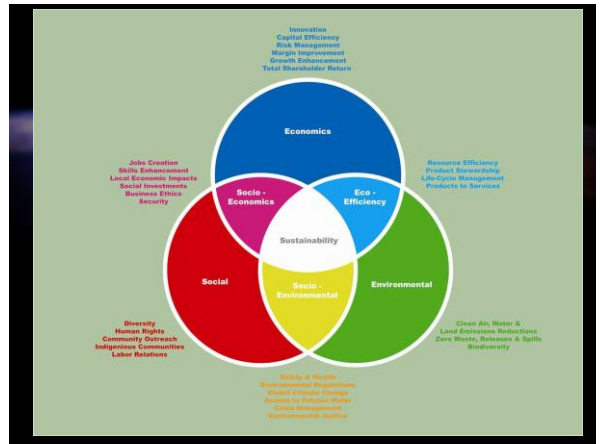 Innovation
Capital Efficiency
Risk Management
Margin Improvement
Growth Enhancement
Total Shareholder Return
Economics
Jobs Creation
Skills Enhancement
Local Economic Impacts
Social Investments
Business Ethics
Security
Resource Efficiency
Product Stewardship
Life-Cycle Management
Products to Services
Socio -
Economics
Eco -
Efficiency
Sustainability
Social
Socio -
Environmental
Environmental
Diversity
Human Rights
Community Outreach
Indigenious Communities
Labor Relations
Clean Air, Water &
Land Emissions Reductions
Zero Waste, Releases & Spills
Biodiversity
Safety & Health
Environmental Regulations
Global Climate Change
Access to Potable Water
Crisis Management
Environmental Justice